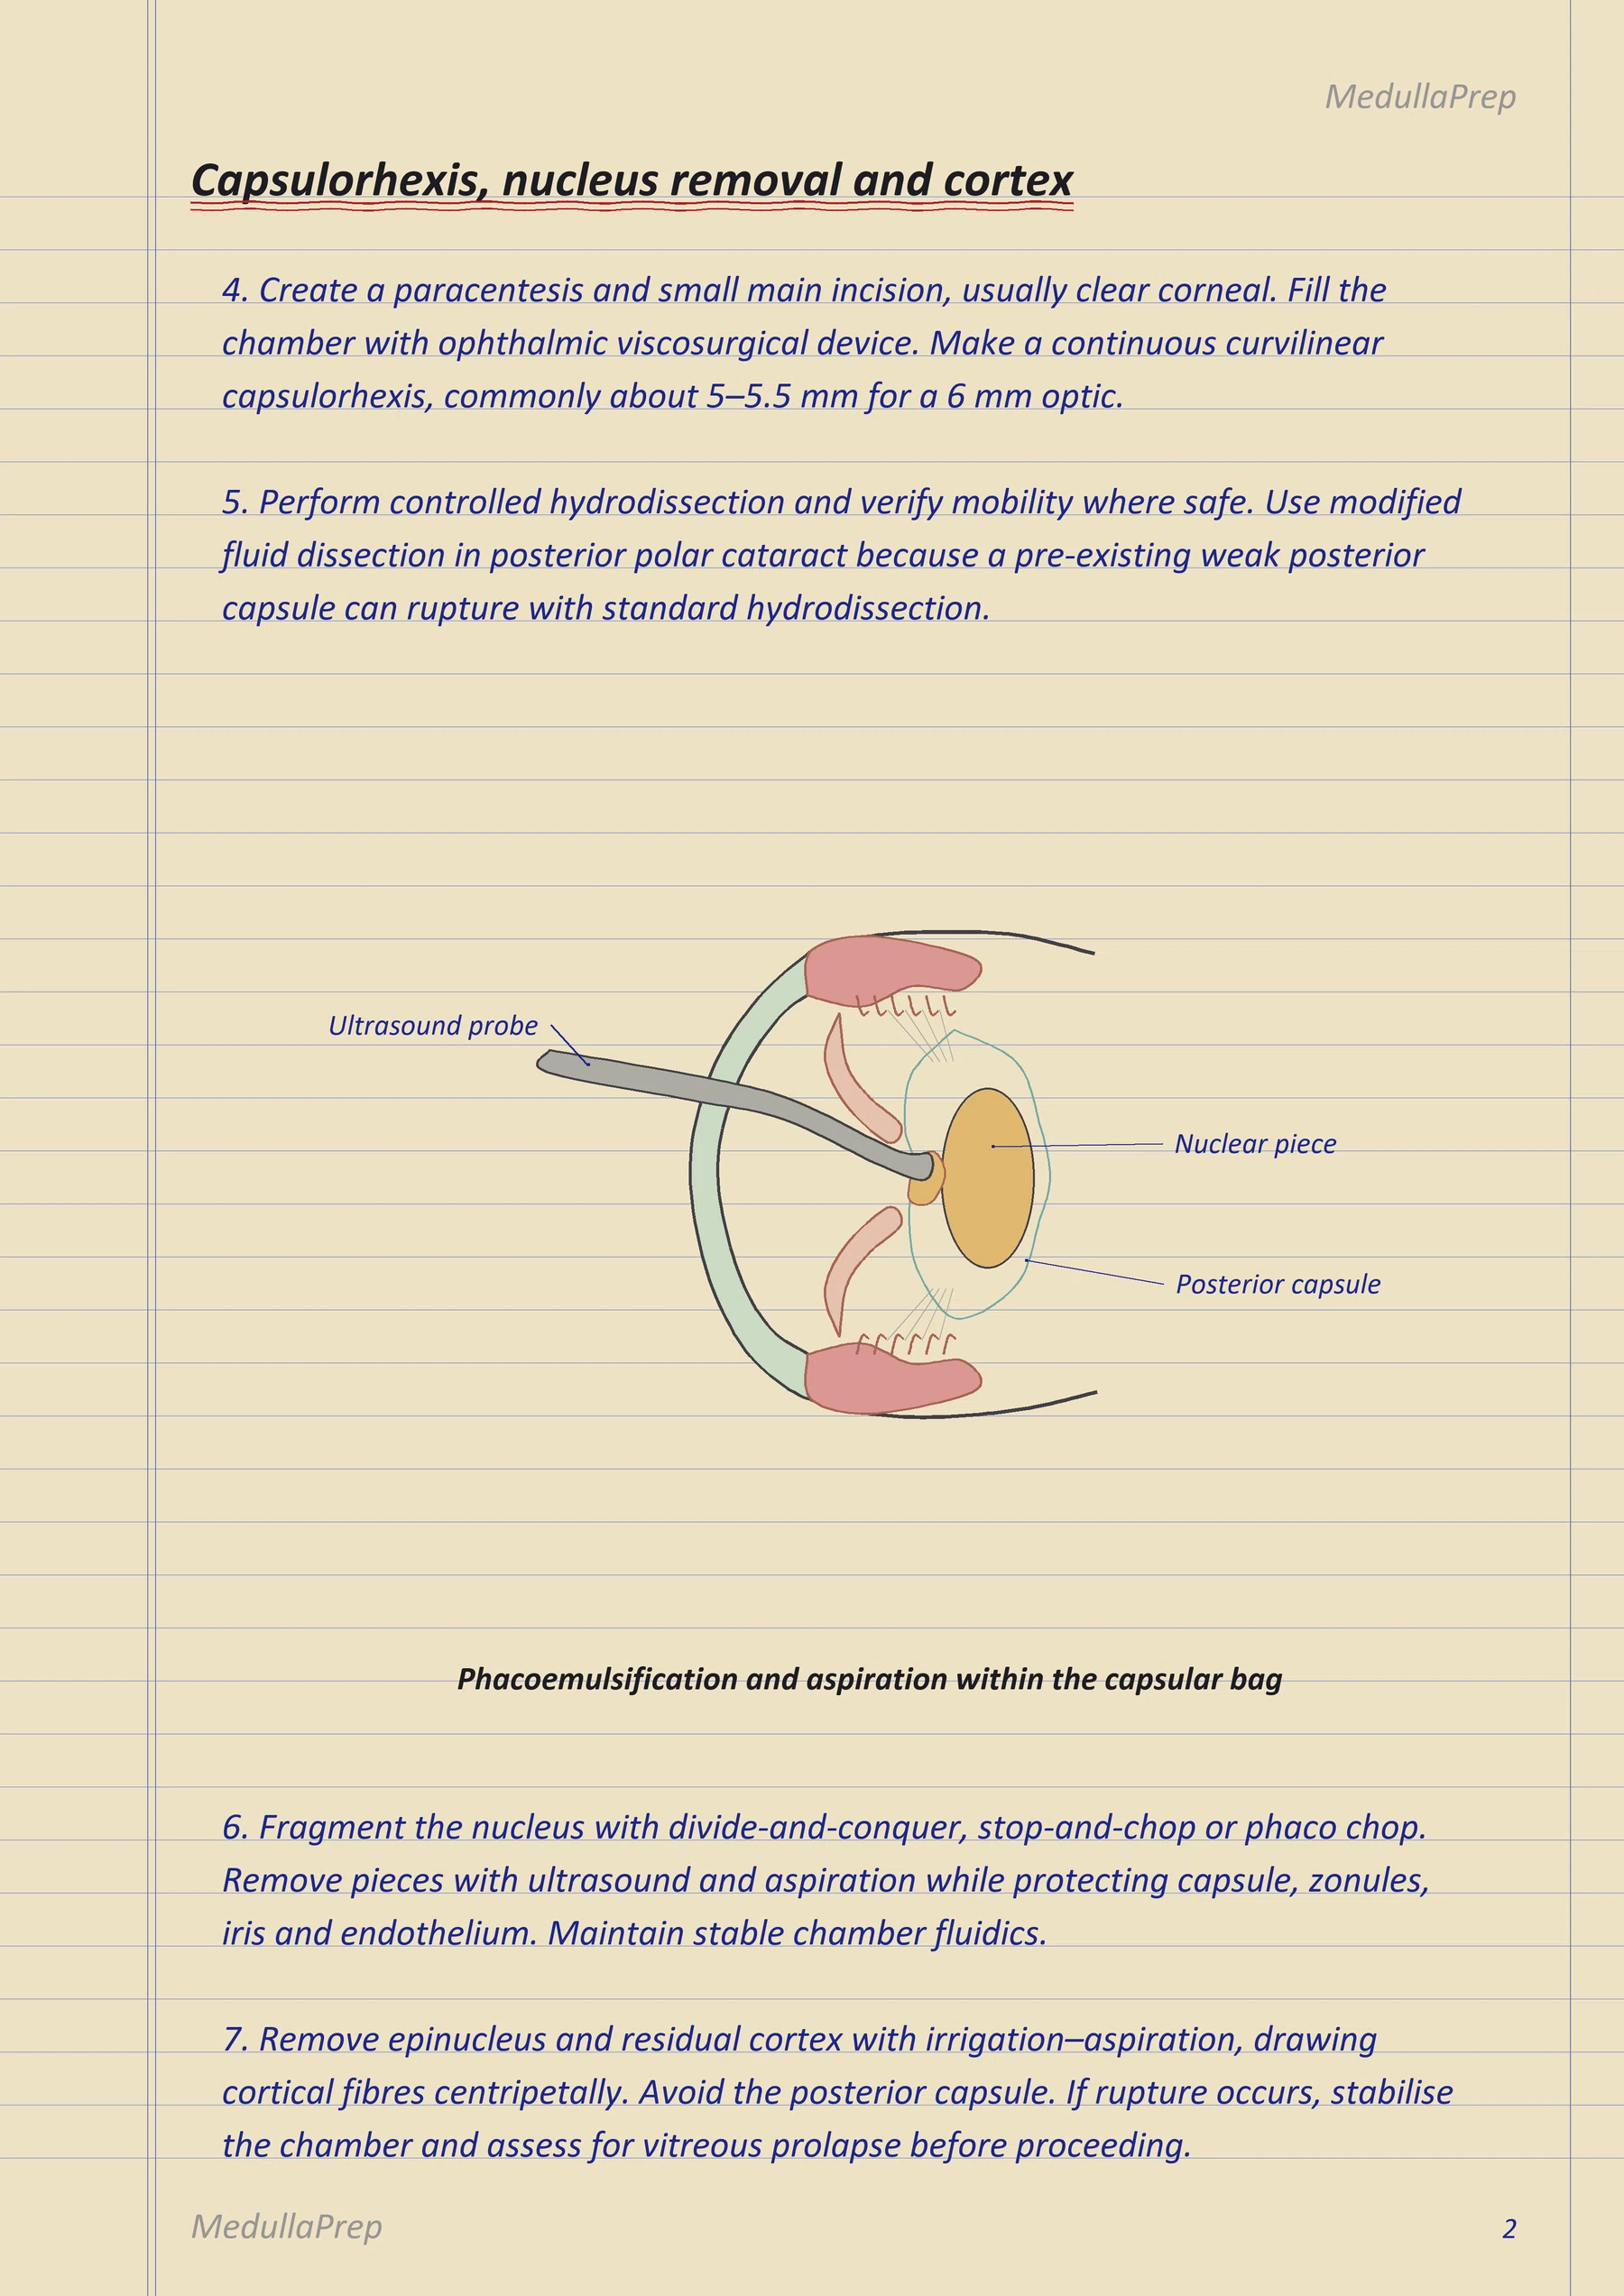 MedullaPrep
Capsulorhexis, nucleus removal and cortex
4. Create a paracentesis and small main incision, usually clear corneal. Fill the
chamber with ophthalmic viscosurgical device. Make a continuous curvilinear
capsulorhexis, commonly about 5–5.5 mm for a 6 mm optic.
5. Perform controlled hydrodissection and verify mobility where safe. Use modified
fluid dissection in posterior polar cataract because a pre-existing weak posterior
capsule can rupture with standard hydrodissection.
Ultrasound probe
Nuclear piece
Posterior capsule
Phacoemulsification and aspiration within the capsular bag
6. Fragment the nucleus with divide-and-conquer, stop-and-chop or phaco chop.
Remove pieces with ultrasound and aspiration while protecting capsule, zonules,
iris and endothelium. Maintain stable chamber fluidics.
7. Remove epinucleus and residual cortex with irrigation–aspiration, drawing
cortical fibres centripetally. Avoid the posterior capsule. If rupture occurs, stabilise
the chamber and assess for vitreous prolapse before proceeding.
MedullaPrep
2